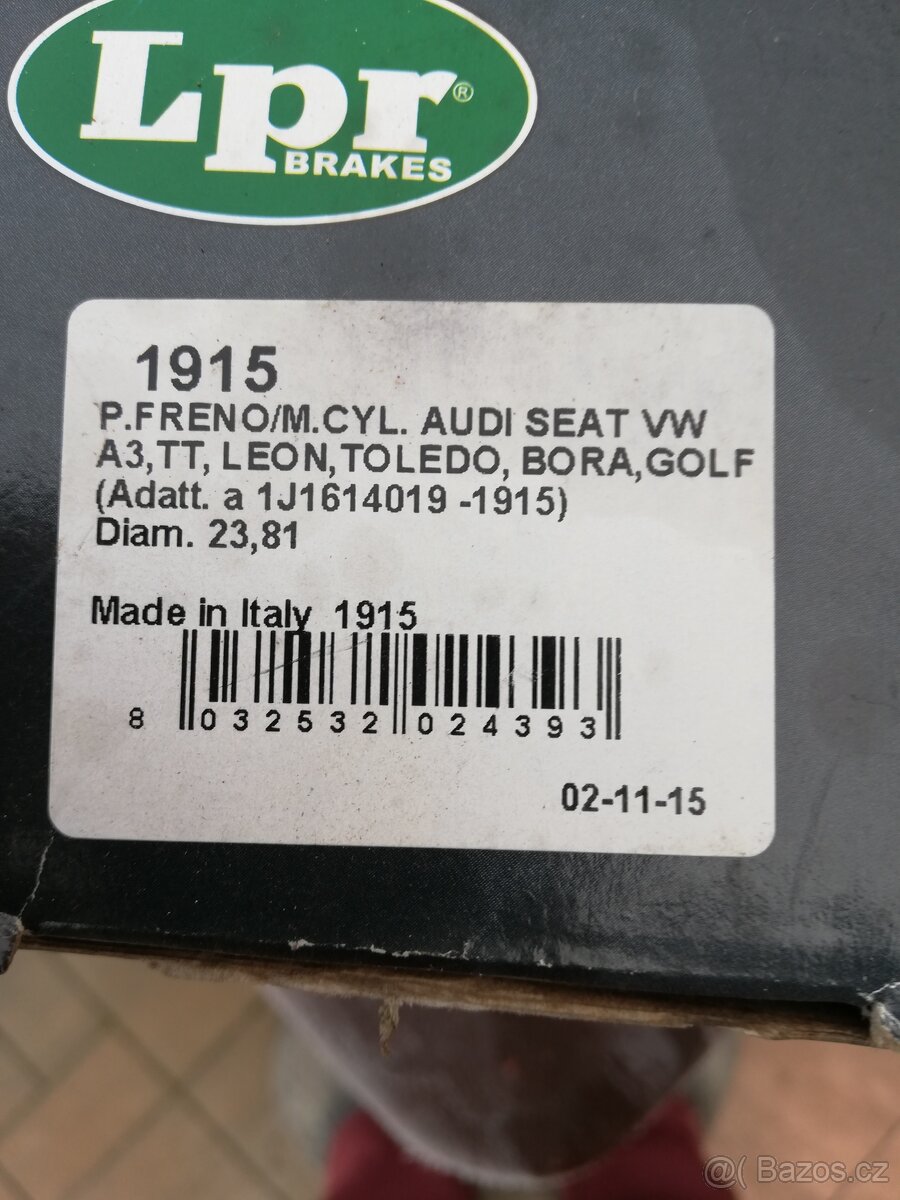 Lpr®
BRAKES
1915
P.FRENO/M.CYL. AUDI SEAT VW
A3,TT, LEON,TOLEDO, BORA,GOLF
(Adatt. a 1J1614019 -1915)
Diam. 23,81
Made in Italy 1915
8 032532 024393
02-11-15
@( Bazos.cz